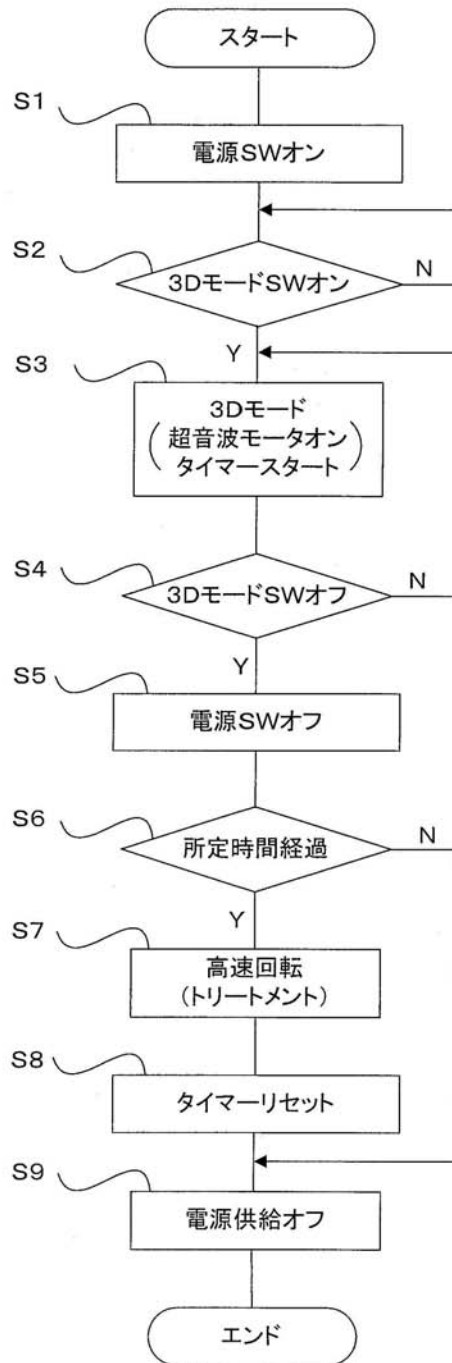 スタート
S1
電源SWオン
S2
3DモードSWオン
N
Y
S3
3Dモード
(超音波モータオン
タイマースタート)
S4
3DモードSWオフ
N
Y
S5
電源SWオフ
S6
所定時間経過
N
Y
S7
高速回転
(トリートメント)
S8
タイマーリセット
S9
電源供給オフ
エンド